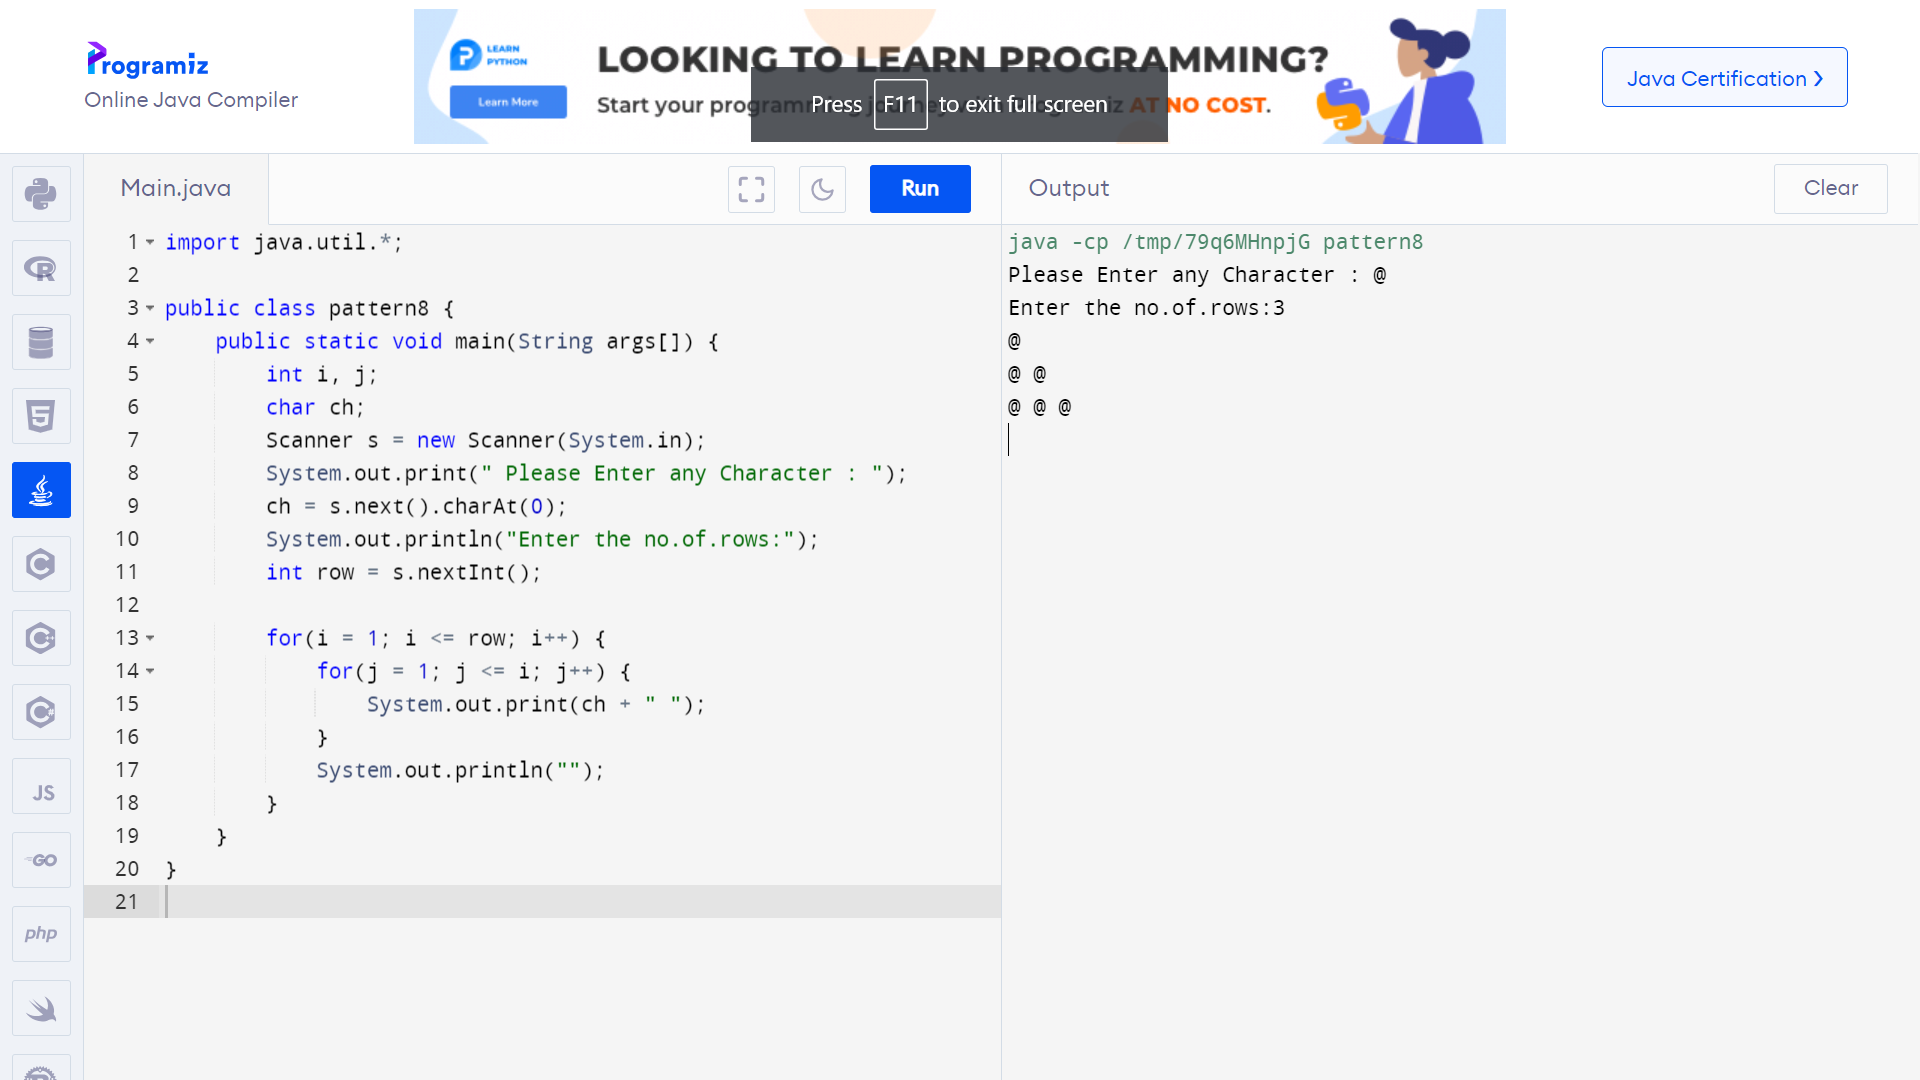 Programiz
Online Java Compiler
LEARN
PYTHON
Learn More
LOOKING TO LEARN PROGRAMMING?
Start your programming journey with Programiz AT NO COST.
Press F11 to exit full screen
Java Certification ❯
Main.java
Run
Output
Clear
1 import java.util.*;
2
3 public class pattern8 {
4     public static void main(String args[]) {
5         int i, j;
6         char ch;
7         Scanner s = new Scanner(System.in);
8         System.out.print(" Please Enter any Character : ");
9         ch = s.next().charAt(0);
10         System.out.println("Enter the no.of.rows:");
11         int row = s.nextInt();
12
13         for(i = 1; i <= row; i++) {
14             for(j = 1; j <= i; j++) {
15                 System.out.print(ch + " ");
16             }
17             System.out.println("");
18         }
19     }
20 }
21
java -cp /tmp/79q6MHnpjG pattern8
Please Enter any Character : @
Enter the no.of.rows:3
@
@ @
@ @ @
R
5
C
C++
C#
JS
GO
php